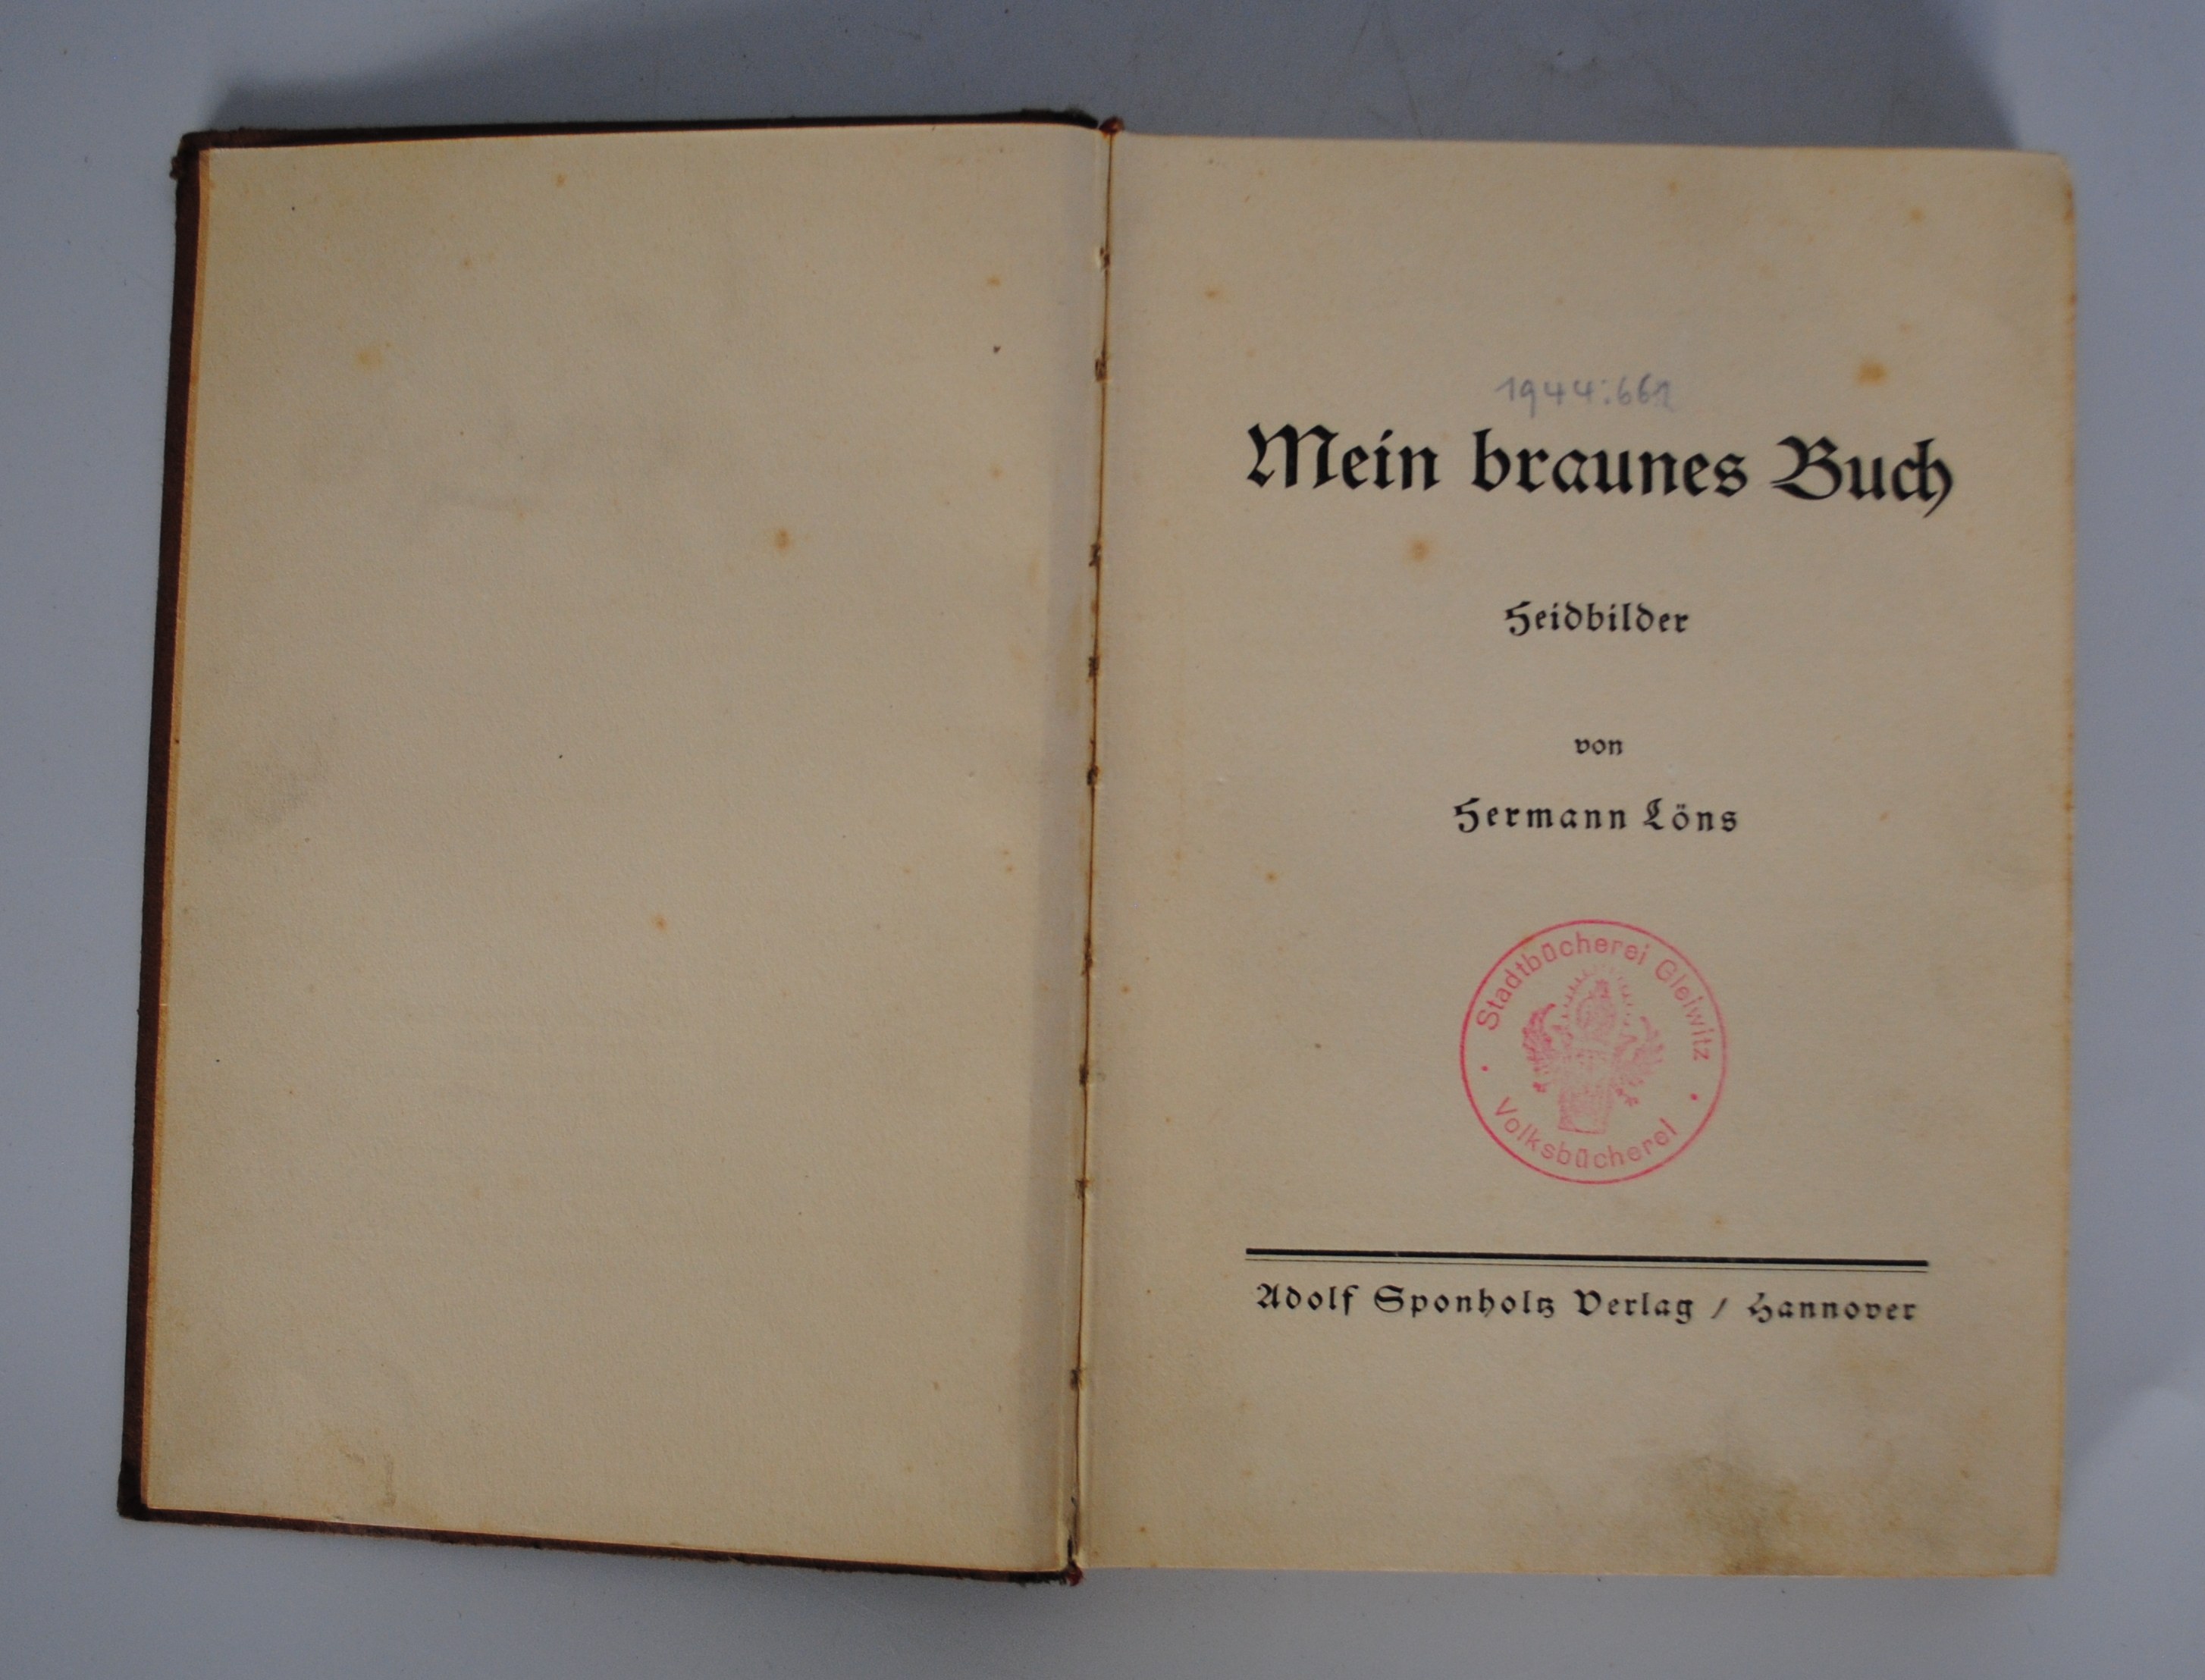 1944:661
Mein braunes Buch
Heidbilder
von
Hermann Löns
Stadtbücherei Gleiwitz
Volksbücherei
Adolf Sponholtz Verlag / Hannover